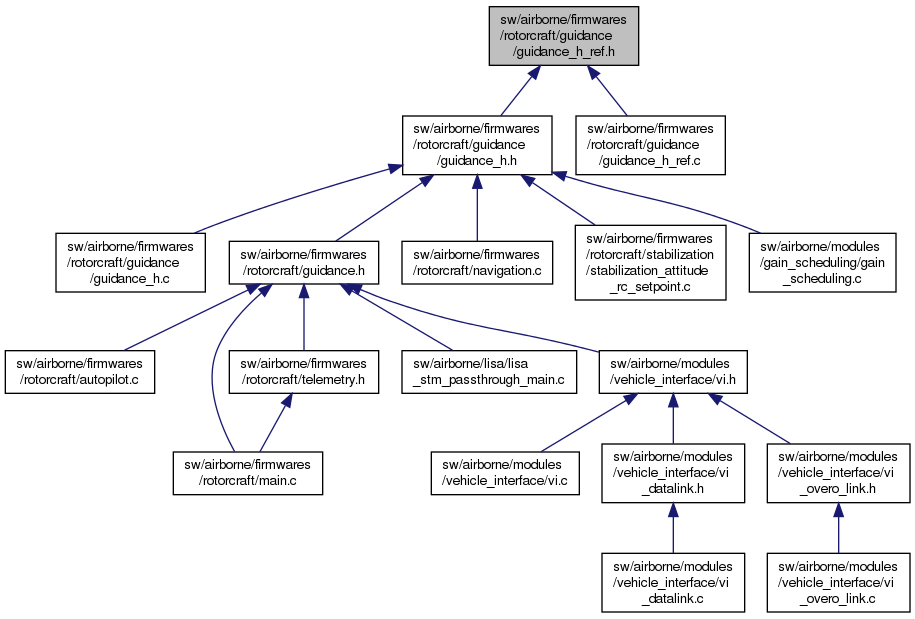 sw/airborne/firmwares
/rotorcraft/guidance
/guidance_h_ref.h
sw/airborne/firmwares
/rotorcraft/guidance
/guidance_h.h
sw/airborne/firmwares
/rotorcraft/guidance
/guidance_h_ref.c
sw/airborne/firmwares
/rotorcraft/guidance
/guidance_h.c
sw/airborne/firmwares
/rotorcraft/guidance.h
sw/airborne/firmwares
/rotorcraft/navigation.c
sw/airborne/firmwares
/rotorcraft/stabilization
/stabilization_attitude
_rc_setpoint.c
sw/airborne/modules
/gain_scheduling/gain
_scheduling.c
sw/airborne/firmwares
/rotorcraft/autopilot.c
sw/airborne/firmwares
/rotorcraft/telemetry.h
sw/airborne/lisa/lisa
_stm_passthrough_main.c
sw/airborne/modules
/vehicle_interface/vi.h
sw/airborne/firmwares
/rotorcraft/main.c
sw/airborne/modules
/vehicle_interface/vi.c
sw/airborne/modules
/vehicle_interface/vi
_datalink.h
sw/airborne/modules
/vehicle_interface/vi
_overo_link.h
sw/airborne/modules
/vehicle_interface/vi
_datalink.c
sw/airborne/modules
/vehicle_interface/vi
_overo_link.c